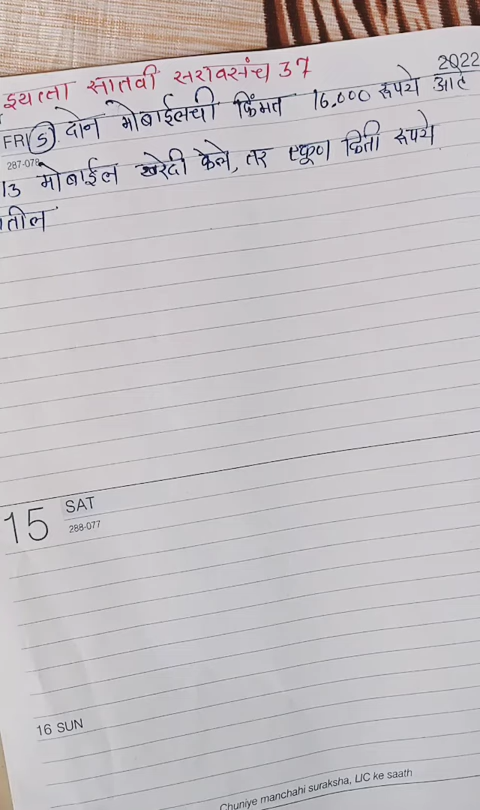 इयत्ता सातवी सरावसंच 37
2022
FRI (5) दोन मोबाईलची किंमत 16,000 रूपये आहे
287-078
13 मोबाईल खरेदी केले, तर एकूण किती रूपये
तील
15 SAT
288-077
16 SUN
Chuniye manchahi suraksha, LIC ke saath